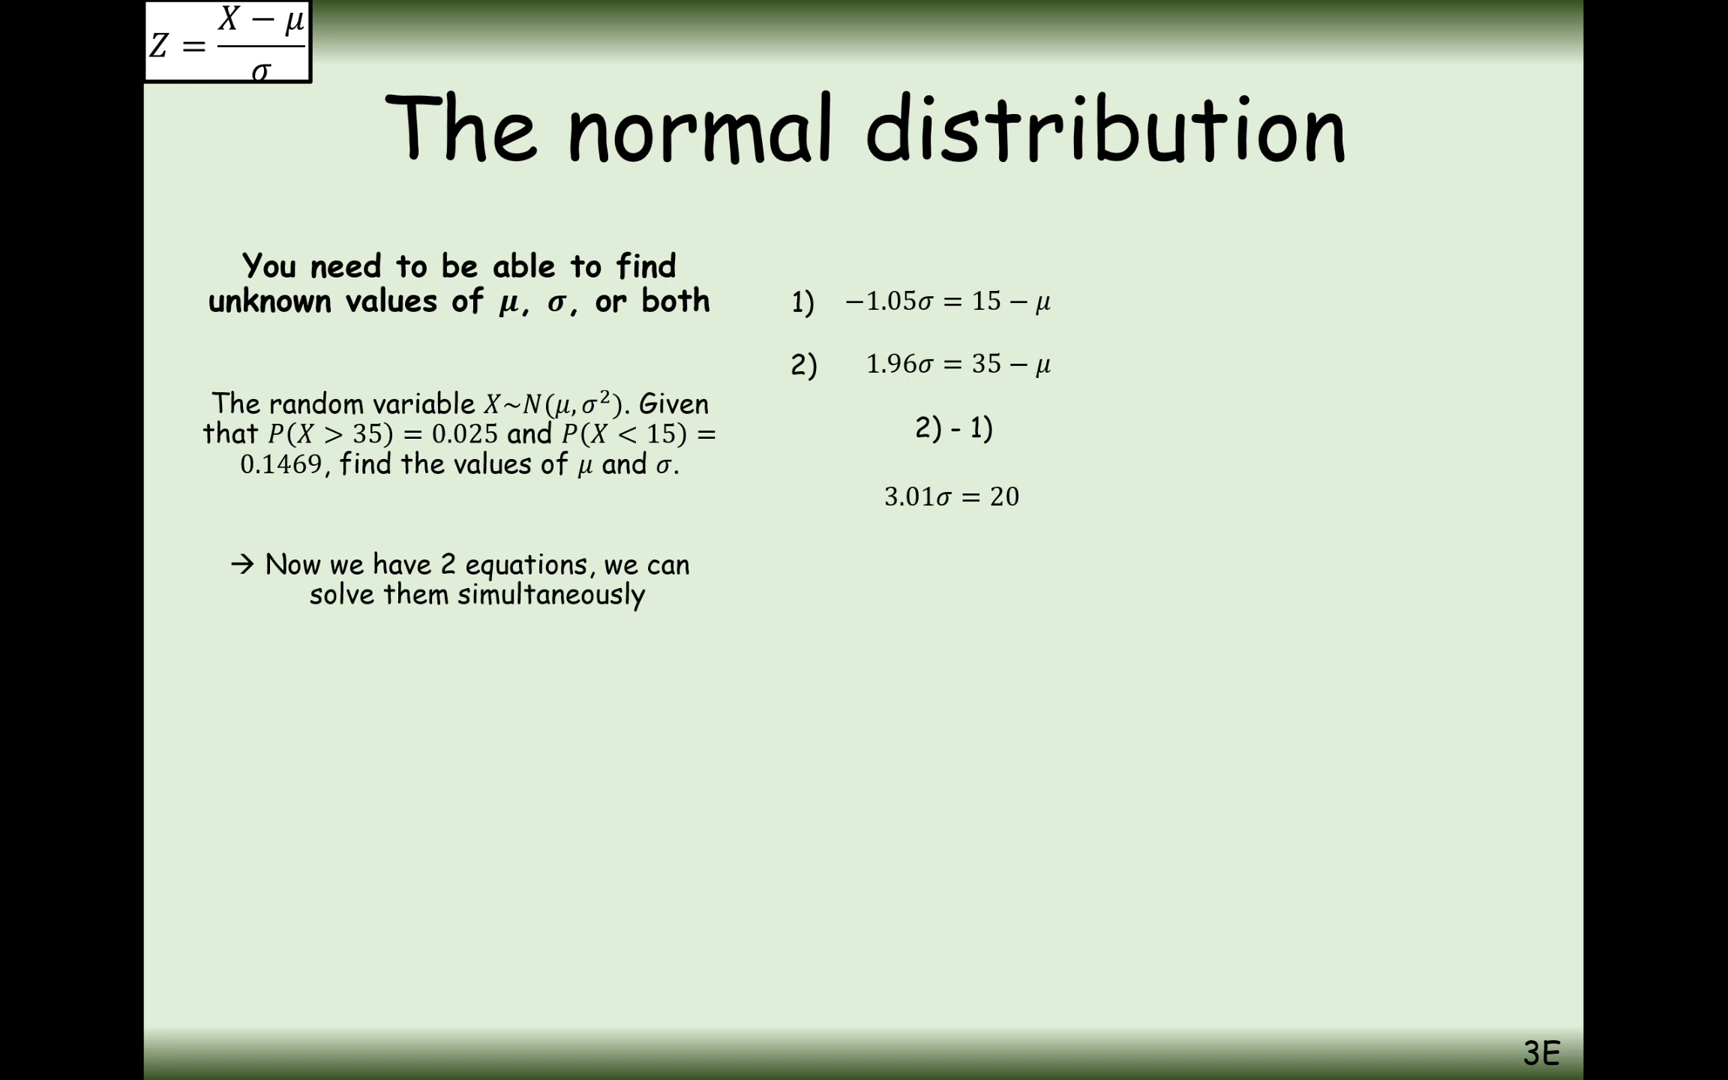 Z = (X − μ)/σ
The normal distribution
You need to be able to find
unknown values of μ, σ, or both
The random variable X~N(μ, σ²). Given
that P(X > 35) = 0.025 and P(X < 15) =
0.1469, find the values of μ and σ.
→ Now we have 2 equations, we can
solve them simultaneously
1) −1.05σ = 15 − μ
2) 1.96σ = 35 − μ
2) - 1)
3.01σ = 20
3E